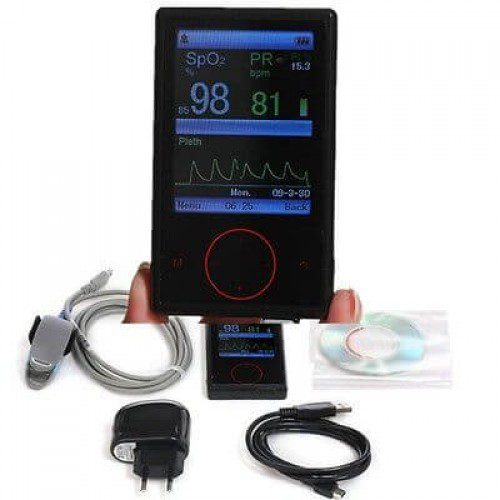 SpO2 PR
% bpm 15.3
85 98 81
Pleth
Mon. 09-3-30
Menu 06 25 Back
M
98 81